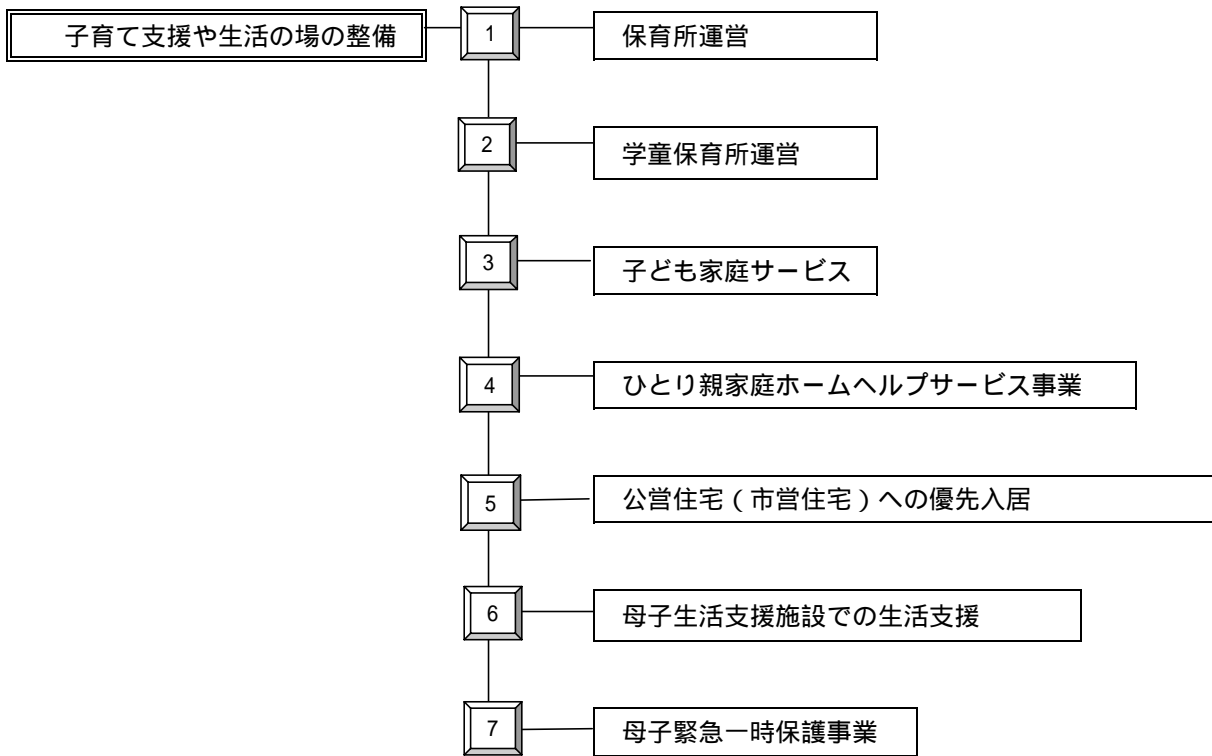 子育て支援や生活の場の整備
1
保育所運営
2
学童保育所運営
3
子ども家庭サービス
4
ひとり親家庭ホームヘルプサービス事業
5
公営住宅(市営住宅)への優先入居
6
母子生活支援施設での生活支援
7
母子緊急一時保護事業